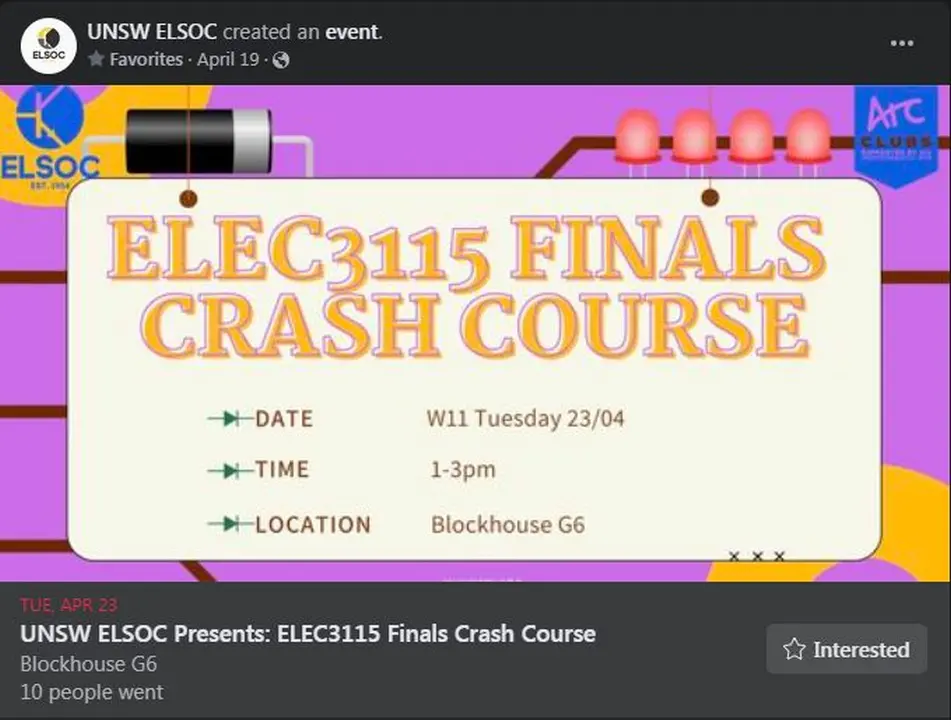 UNSW ELSOC created an event.
ELSOC
Favorites · April 19 ·
ELSOC
EST. 1954
Arc
CLUBS
ELEC3115 FINALS
CRASH COURSE
DATE W11 Tuesday 23/04
TIME 1-3pm
LOCATION Blockhouse G6
TUE, APR 23
UNSW ELSOC Presents: ELEC3115 Finals Crash Course
Blockhouse G6
10 people went
Interested